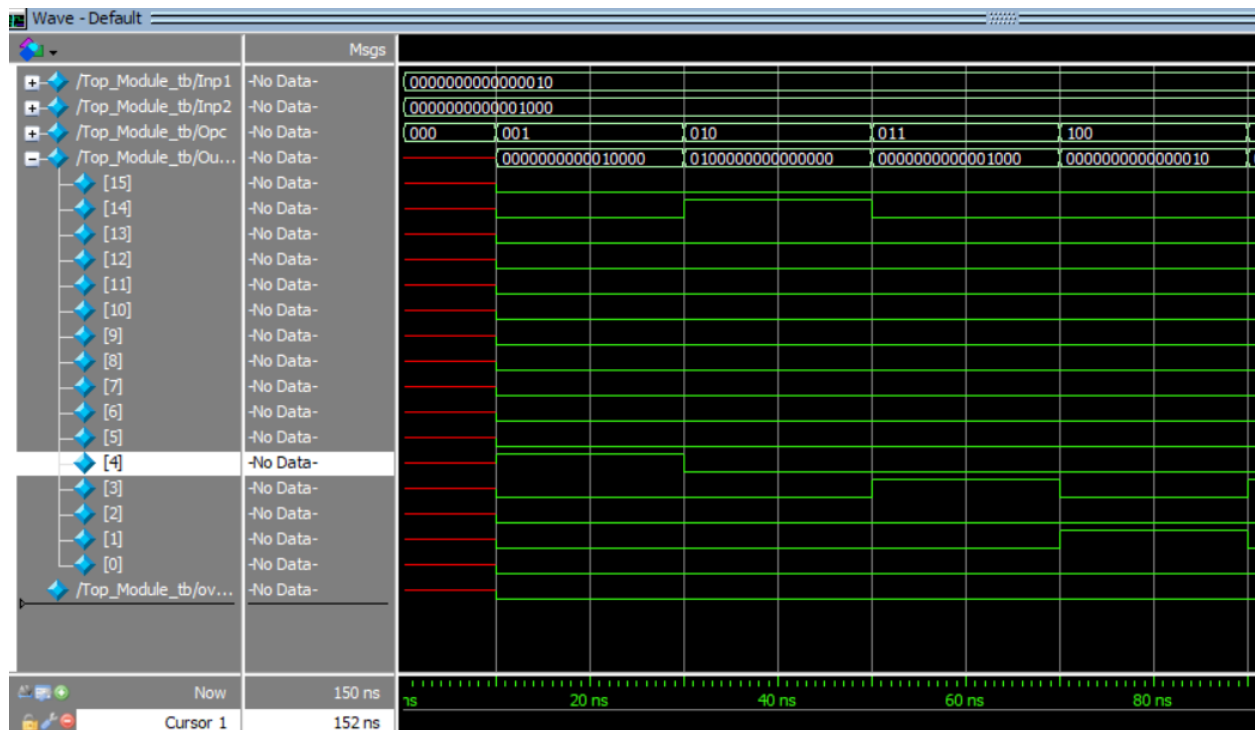 Wave - Default
Msgs
/Top_Module_tb/Inp1 -No Data- 0000000000000010
/Top_Module_tb/Inp2 -No Data- 0000000000001000
/Top_Module_tb/Opc -No Data- 000 001 010 011 100
/Top_Module_tb/Ou... -No Data- 0000000000010000 0100000000000000 0000000000001000 0000000000000010
[15] -No Data-
[14] -No Data-
[13] -No Data-
[12] -No Data-
[11] -No Data-
[10] -No Data-
[9] -No Data-
[8] -No Data-
[7] -No Data-
[6] -No Data-
[5] -No Data-
[4] -No Data-
[3] -No Data-
[2] -No Data-
[1] -No Data-
[0] -No Data-
/Top_Module_tb/ov... -No Data-
Now 150 ns ns 20 ns 40 ns 60 ns 80 ns
Cursor 1 152 ns